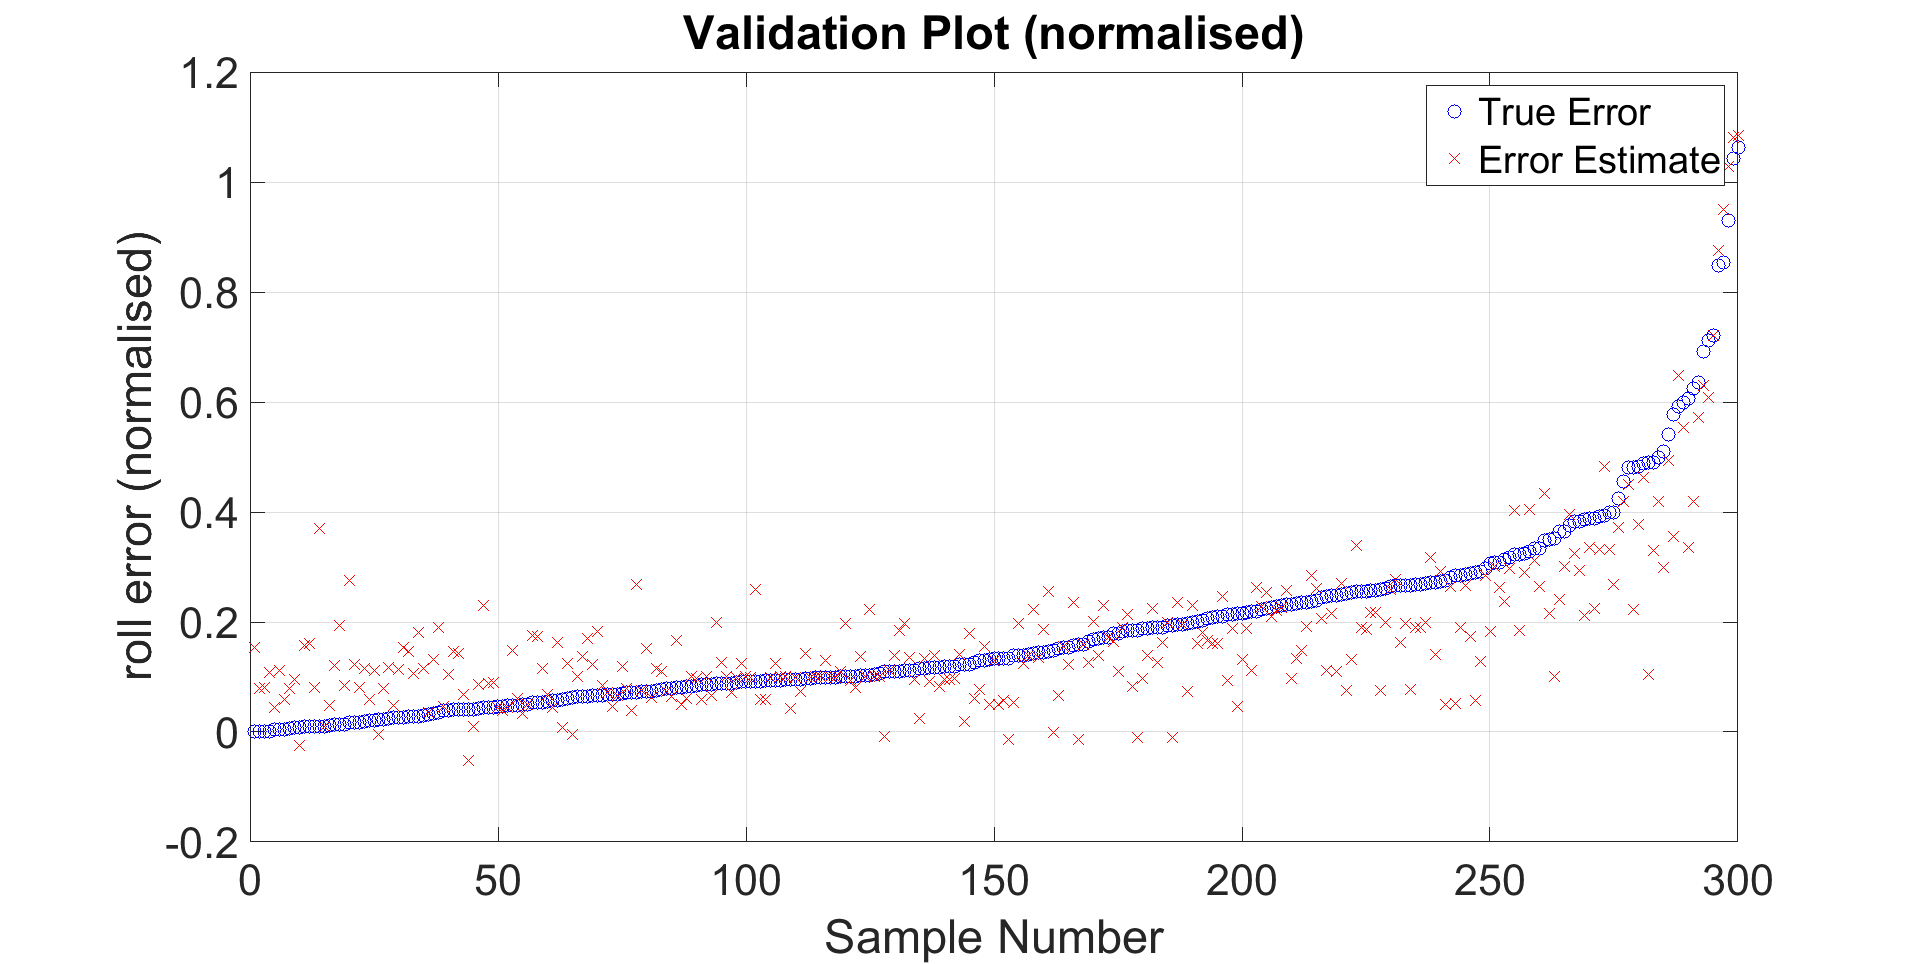 Validation Plot (normalised)
1.2
1
0.8
0.6
0.4
0.2
0
-0.2
roll error (normalised)
True Error
Error Estimate
0 50 100 150 200 250 300
Sample Number